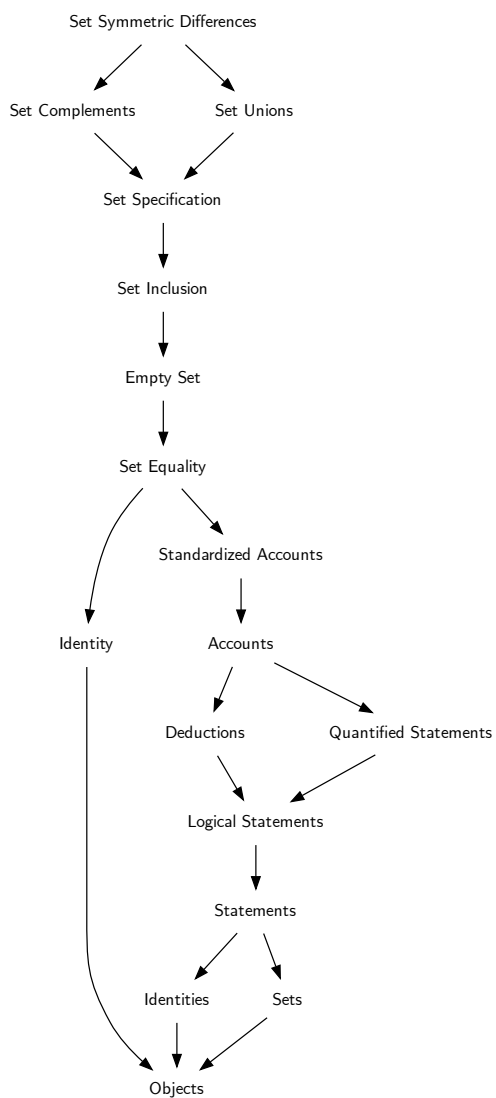 Set Symmetric Differences
Set Complements
Set Unions
Set Specification
Set Inclusion
Empty Set
Set Equality
Standardized Accounts
Identity
Accounts
Deductions
Quantified Statements
Logical Statements
Statements
Identities
Sets
Objects